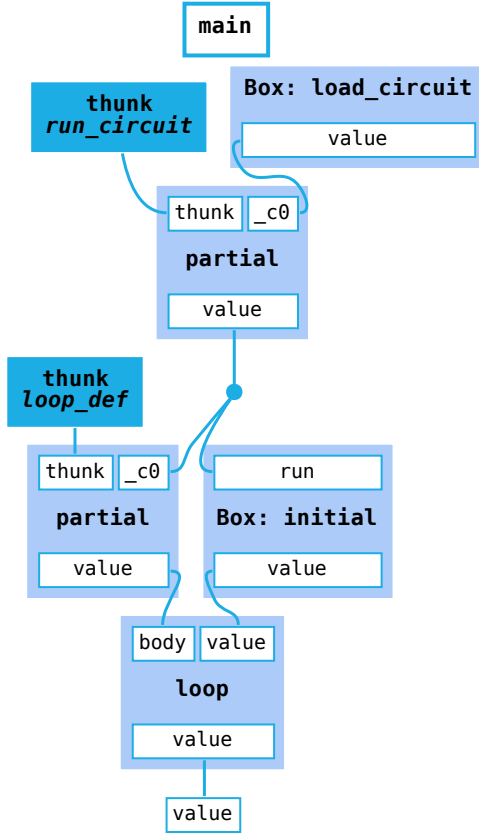 main
Box: load_circuit
thunk
run_circuit
value
thunk
_c0
partial
value
thunk
loop_def
thunk
_c0
run
partial
Box: initial
value
value
body
value
loop
value
value